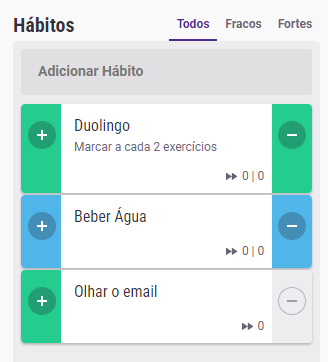 Hábitos
Todos Fracos Fortes
Adicionar Hábito
Duolingo
Marcar a cada 2 exercícios
0 | 0
Beber Água
0 | 0
Olhar o email
0